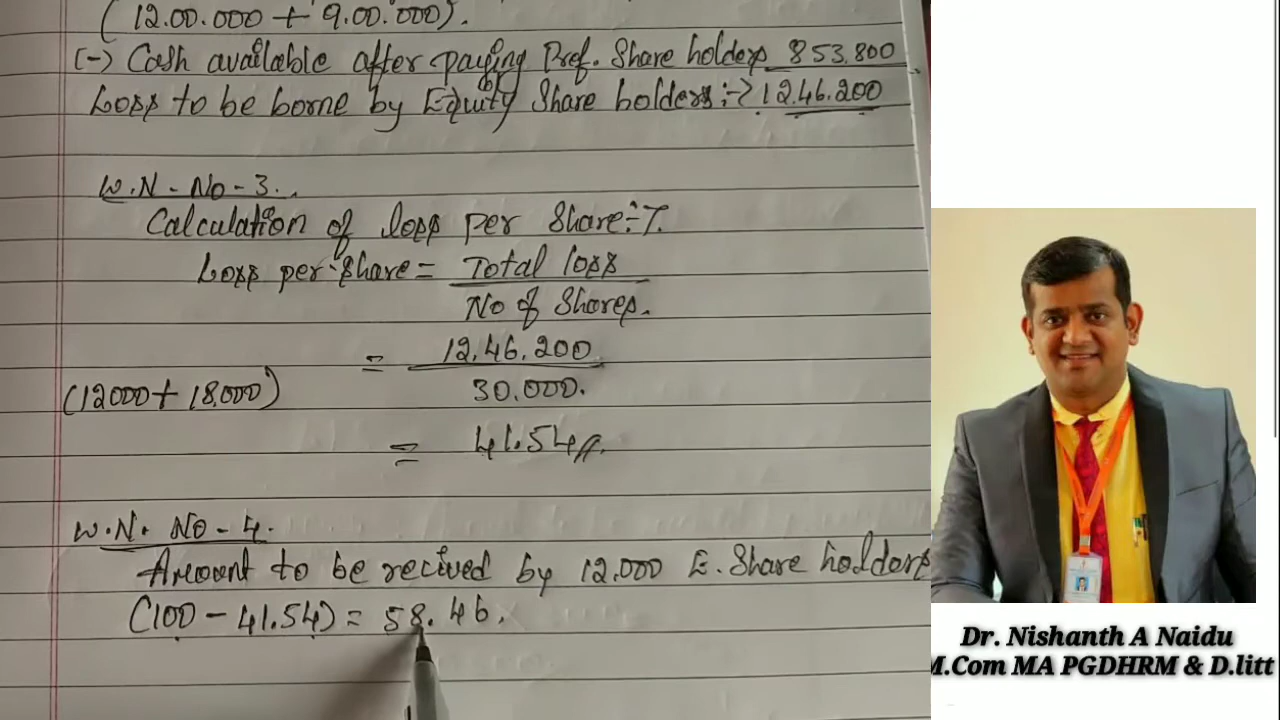 (12.00.000 + 9.00.000).
(-) Cash available after paying Pref. Share holders 853.800
Loss to be borne by Equity Share holders :-> 12.46.200
W.N - No - 3.
Calculation of loss per Share :-
Loss per Share = Total loss
No of Shares.
= 12.46.200
(12000 + 18.000) 30.000.
= 41.54
W.N. No - 4.
Amount to be recived by 12.000 E. Share holders
(100 - 41.54) = 58.46.
Dr. Nishanth A Naidu
M.Com MA PGDHRM & D.litt